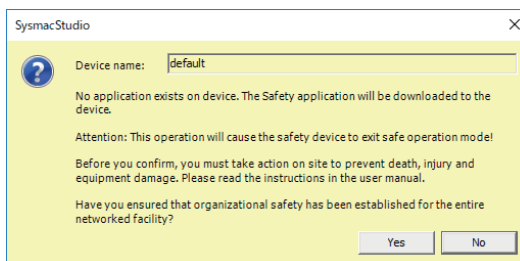 SysmacStudio
Device name: default
No application exists on device. The Safety application will be downloaded to the
device.
Attention: This operation will cause the safety device to exit safe operation mode!
Before you confirm, you must take action on site to prevent death, injury and
equipment damage. Please read the instructions in the user manual.
Have you ensured that organizational safety has been established for the entire
networked facility?
Yes No